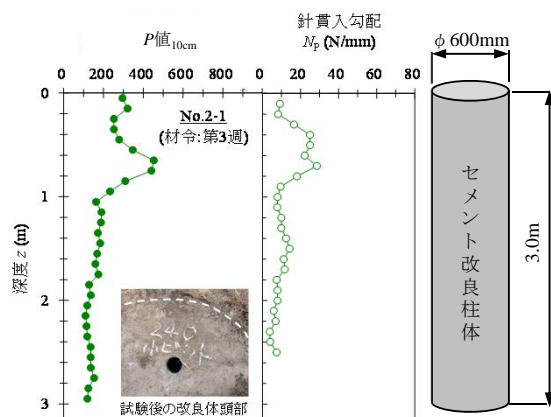 P値10cm
0 200 400 600 800
針貫入勾配
NP (N/mm)
0 20 40 60 80
φ600mm
0
1
2
3
深度 z (m)
No.2-1
(材令:第3週)
240
試験後の改良体頭部
セメント改良柱体
3.0m